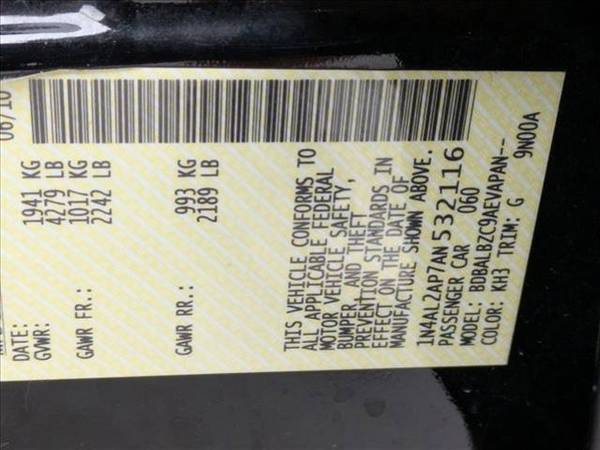 DATE: 06/10
GVWR: 1941 KG
4279 LB
GAWR FR.: 1017 KG
2242 LB
GAWR RR.: 993 KG
2189 LB
THIS VEHICLE CONFORMS TO
ALL APPLICABLE FEDERAL
MOTOR VEHICLE SAFETY,
BUMPER, AND THEFT
PREVENTION STANDARDS IN
EFFECT ON THE DATE OF
MANUFACTURE SHOWN ABOVE.
1N4AL2AP7AN532116
PASSENGER CAR 060
MODEL: BDBALBZC9AEVAPAN--
COLOR: KH3 TRIM: G 9N00A